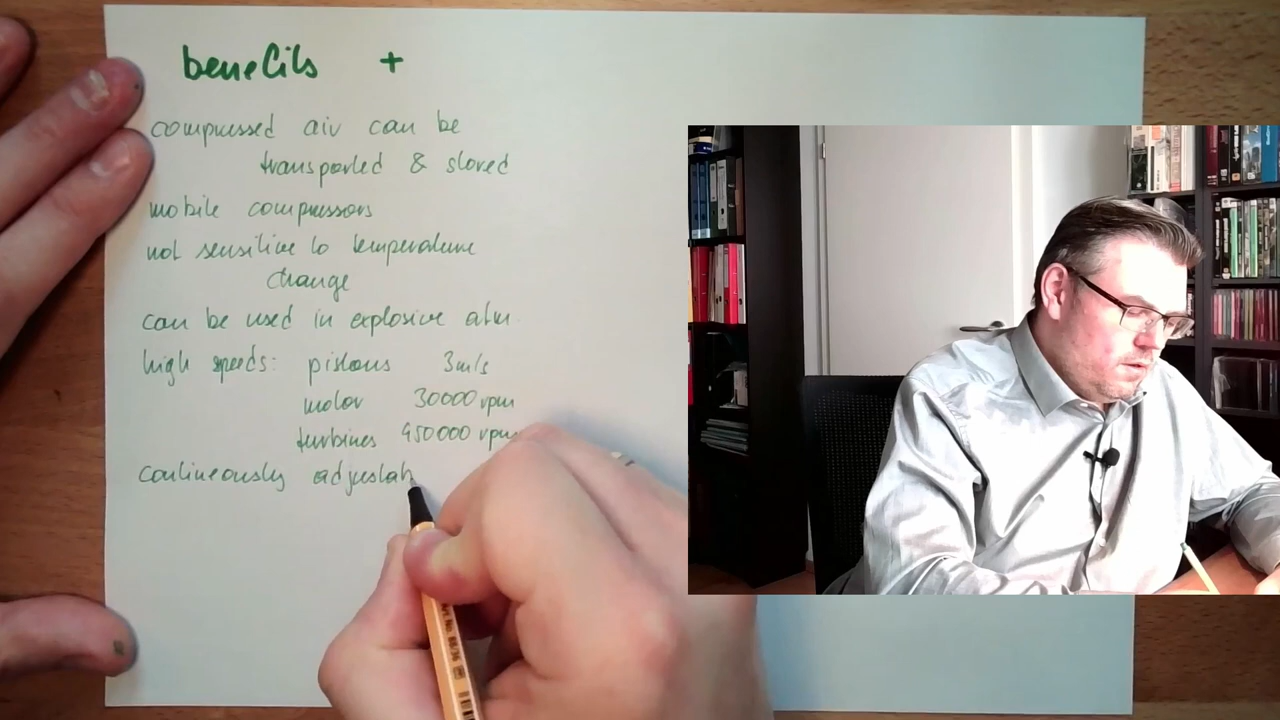 benefits +
compressed air can be
transported & stored
mobile compressors
not sensitive to temperature
change
can be used in explosive atm.
high speeds: pistons 3m/s
motor 30000 rpm
turbines 450000 rpm
contineously adjustab